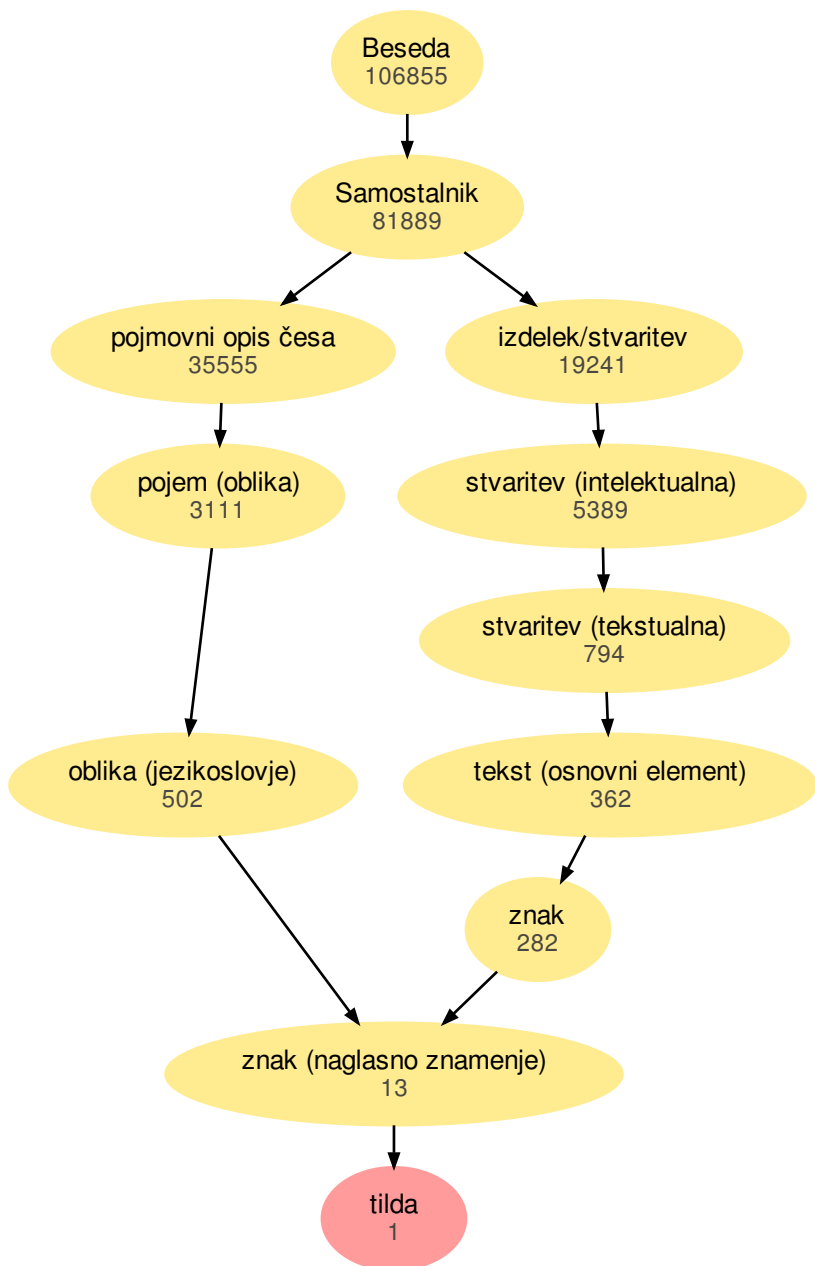 Beseda
106855
Samostalnik
81889
pojmovni opis česa
35555
izdelek/stvaritev
19241
pojem (oblika)
3111
stvaritev (intelektualna)
5389
stvaritev (tekstualna)
794
oblika (jezikoslovje)
502
tekst (osnovni element)
362
znak
282
znak (naglasno znamenje)
13
tilda
1